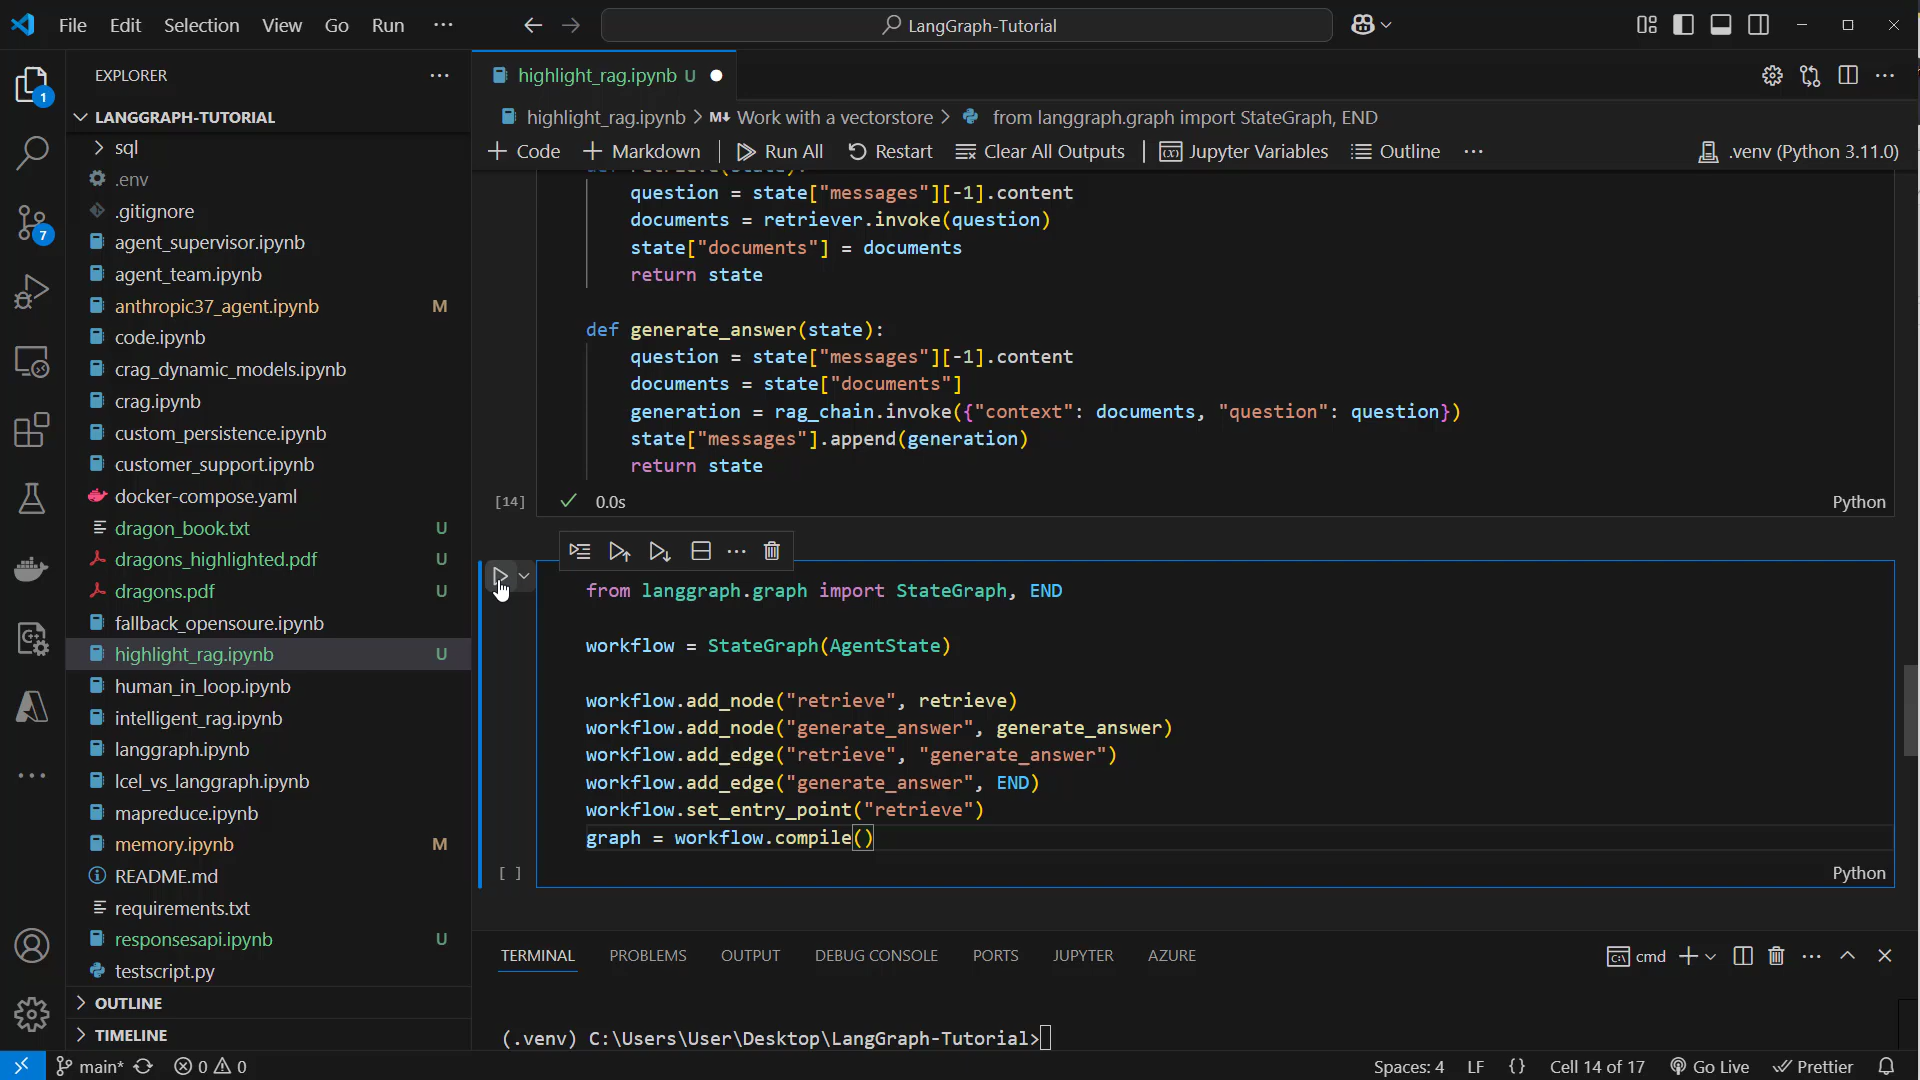 File Edit Selection View Go Run ···
LangGraph-Tutorial
EXPLORER
LANGGRAPH-TUTORIAL
sql
.env
.gitignore
agent_supervisor.ipynb
agent_team.ipynb
anthropic37_agent.ipynb M
code.ipynb
crag_dynamic_models.ipynb
crag.ipynb
custom_persistence.ipynb
customer_support.ipynb
docker-compose.yaml
dragon_book.txt U
dragons_highlighted.pdf U
dragons.pdf U
fallback_opensoure.ipynb
highlight_rag.ipynb U
human_in_loop.ipynb
intelligent_rag.ipynb
langgraph.ipynb
lcel_vs_langgraph.ipynb
mapreduce.ipynb
memory.ipynb M
README.md
requirements.txt
responsesapi.ipynb U
testscript.py
OUTLINE
TIMELINE
1
7
highlight_rag.ipynb U
highlight_rag.ipynb > M↓ Work with a vectorstore > from langgraph.graph import StateGraph, END
+ Code + Markdown Run All Restart Clear All Outputs Jupyter Variables Outline ··· .venv (Python 3.11.0)
def retrieve(state):
question = state["messages"][-1].content
documents = retriever.invoke(question)
state["documents"] = documents
return state
def generate_answer(state):
question = state["messages"][-1].content
documents = state["documents"]
generation = rag_chain.invoke({"context": documents, "question": question})
state["messages"].append(generation)
return state
[14] 0.0s Python
from langgraph.graph import StateGraph, END
workflow = StateGraph(AgentState)
workflow.add_node("retrieve", retrieve)
workflow.add_node("generate_answer", generate_answer)
workflow.add_edge("retrieve", "generate_answer")
workflow.add_edge("generate_answer", END)
workflow.set_entry_point("retrieve")
graph = workflow.compile()
[ ] Python
TERMINAL PROBLEMS OUTPUT DEBUG CONSOLE PORTS JUPYTER AZURE cmd
(.venv) C:\Users\User\Desktop\LangGraph-Tutorial>
main* 0 0 Spaces: 4 LF {} Cell 14 of 17 Go Live Prettier